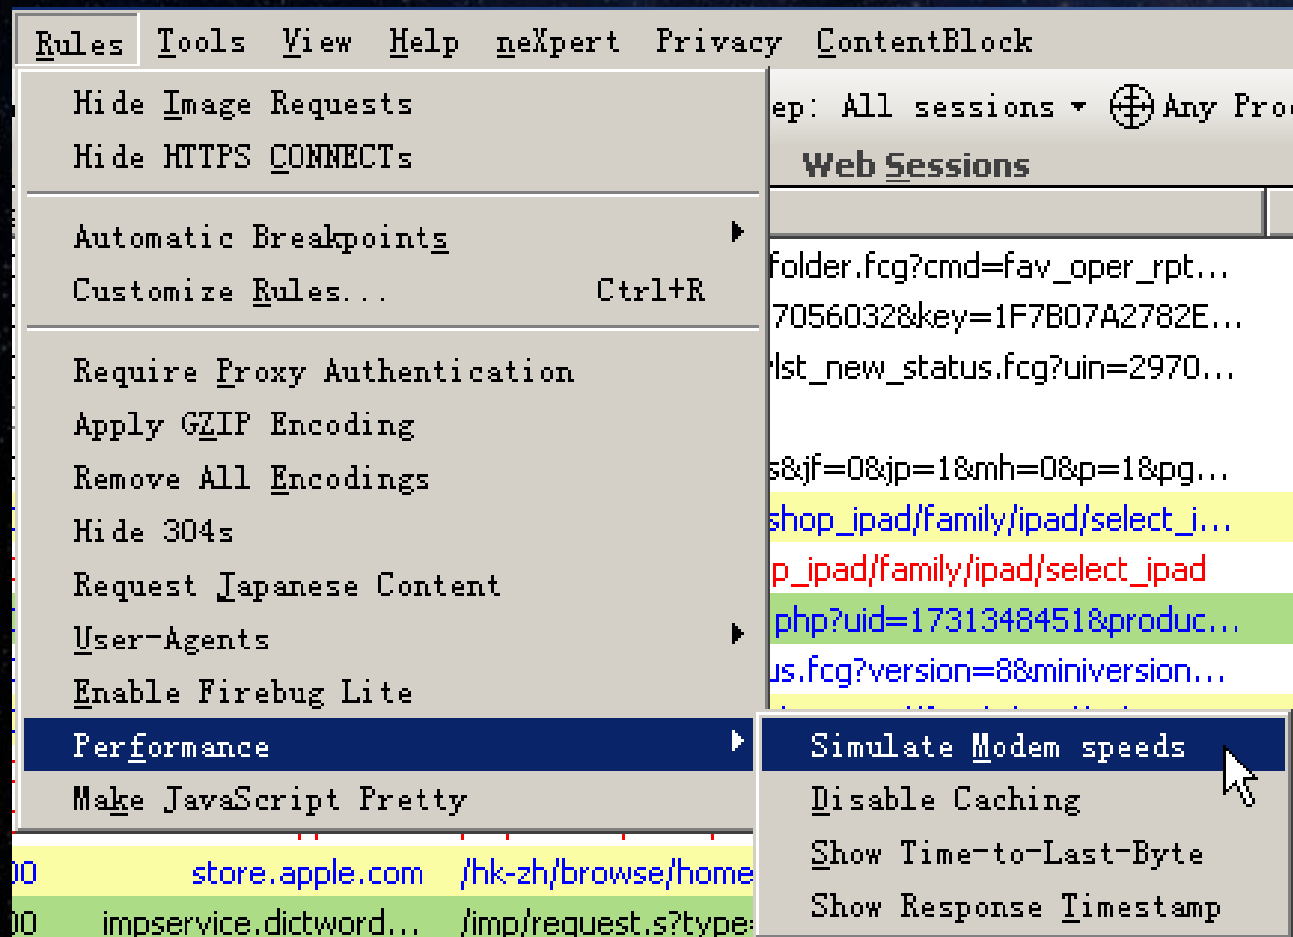 Rules Tools View Help neXpert Privacy ContentBlock
Hide Image Requests
Hide HTTPS CONNECTs
Automatic Breakpoints
Customize Rules... Ctrl+R
Require Proxy Authentication
Apply GZIP Encoding
Remove All Encodings
Hide 304s
Request Japanese Content
User-Agents
Enable Firebug Lite
Performance
Make JavaScript Pretty
Simulate Modem speeds
Disable Caching
Show Time-to-Last-Byte
Show Response Timestamp
ep: All sessions Any Proc
Web Sessions
folder.fcg?cmd=fav_oper_rpt...
7056032&key=1F7B07A2782E...
lst_new_status.fcg?uin=2970...
s&jf=0&jp=1&mh=0&p=1&pg...
shop_ipad/family/ipad/select_i...
p_ipad/family/ipad/select_ipad
php?uid=1731348451&produc...
us.fcg?version=8&miniversion...
00 store.apple.com /hk-zh/browse/home
00 impservice.dictword... /imp/request.s?type=